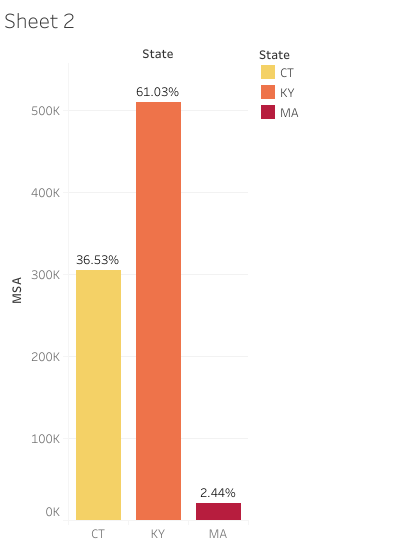 Sheet 2
State
State
CT
KY
MA
61.03%
36.53%
2.44%
500K
400K
300K
200K
100K
0K
MSA
CT
KY
MA